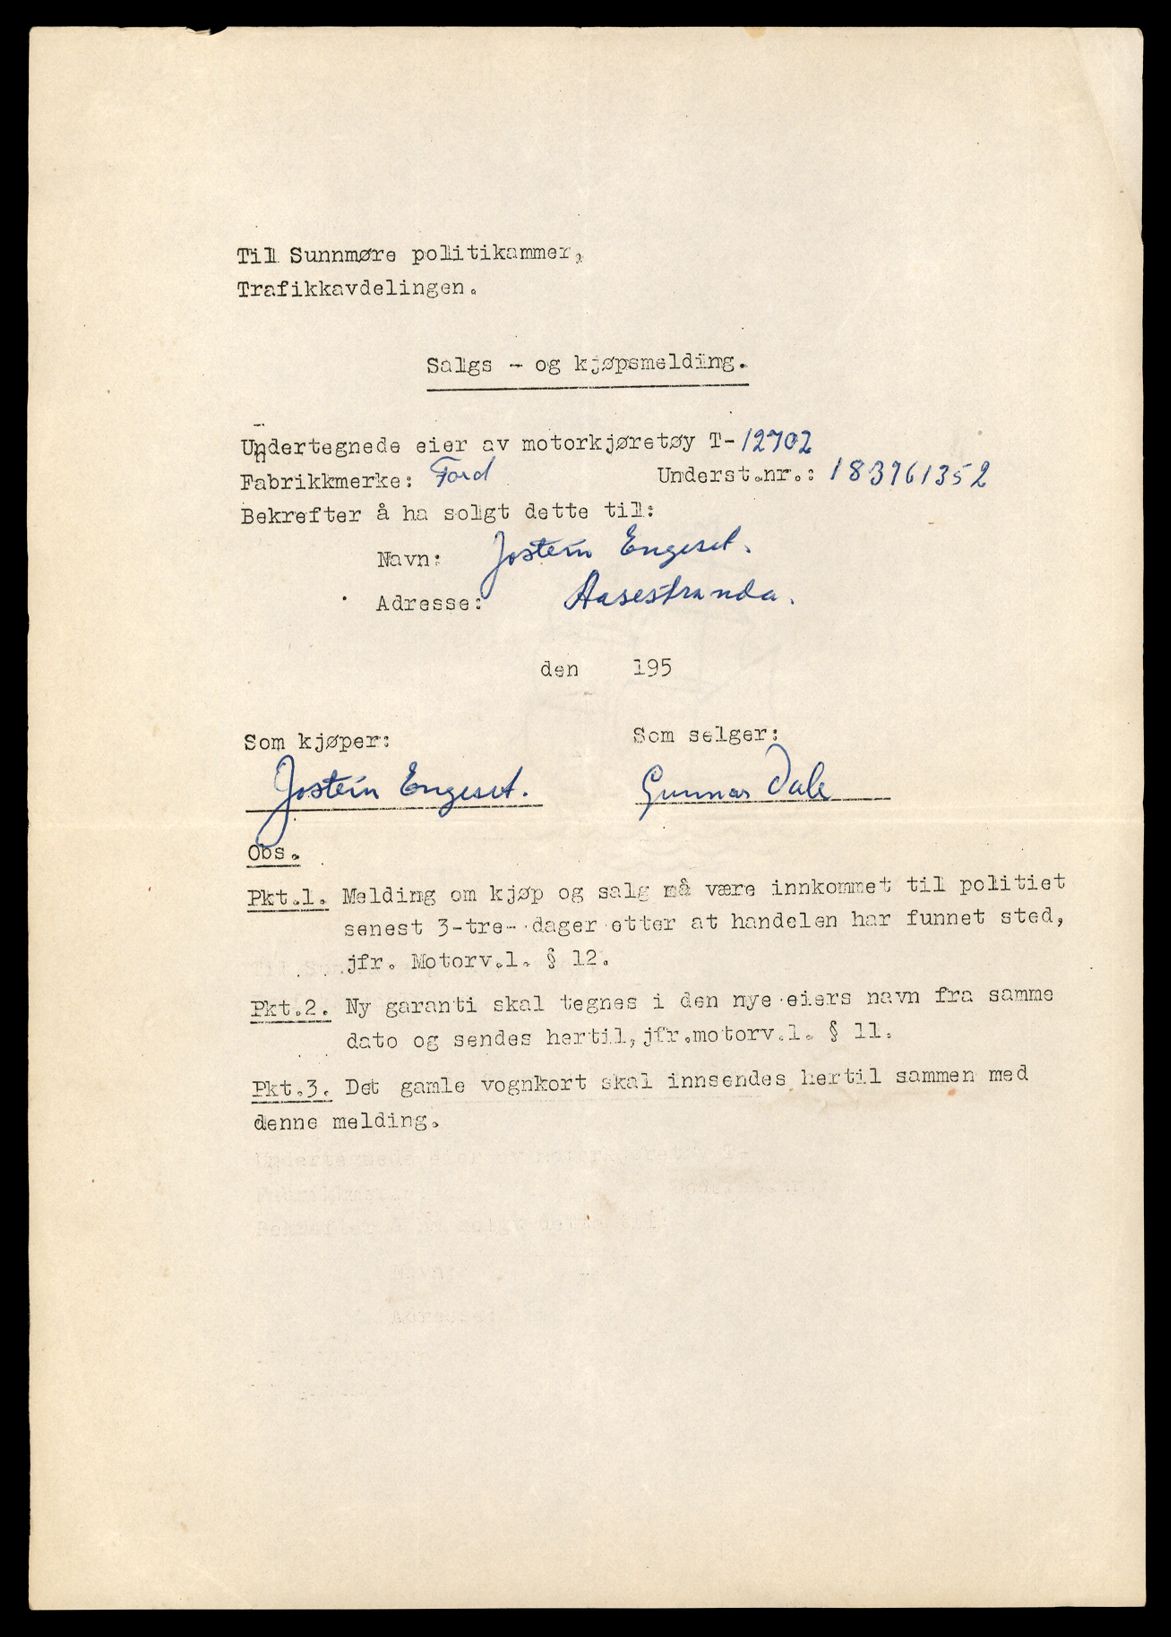 Til Sunnmøre politikammer,
Trafikkavdelingen.
Salgs - og kjøpsmelding.
Undertegnede eier av motorkjøretøy T-12702
Fabrikkmerke: Ford Underst.nr.: 183761352
Bekrefter å ha solgt dette til:
Navn: Jostein Engeset.
Adresse: Aasestranda.
den 195
Som kjøper: Som selger:
Jostein Engeset. Gunnar Dale
Obs.
Pkt.1. Melding om kjøp og salg må være innkommet til politiet
senest 3-tre- dager etter at handelen har funnet sted,
jfr. Motorv.l. § 12.
Pkt.2. Ny garanti skal tegnes i den nye eiers navn fra samme
dato og sendes hertil, jfr.motorv.l. § 11.
Pkt.3. Det gamle vognkort skal innsendes hertil sammen med
denne melding.